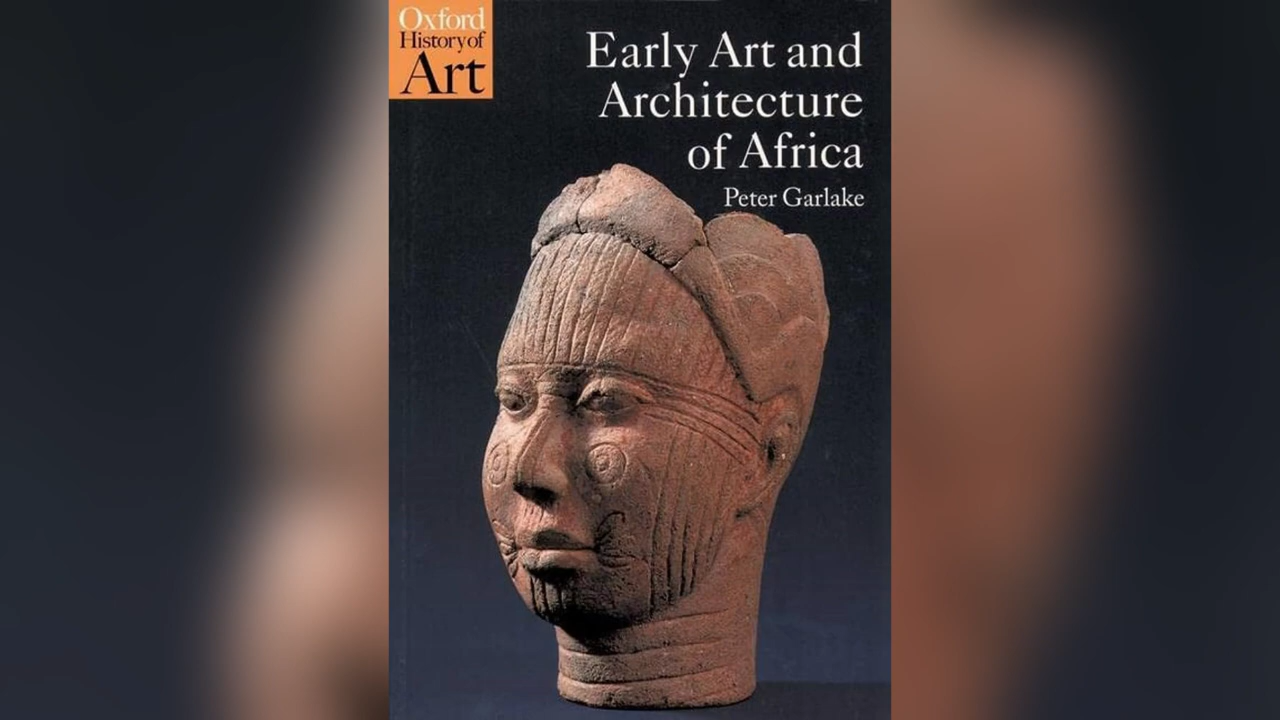 Oxford
History of
Art
Early Art and
Architecture
of Africa
Peter Garlake